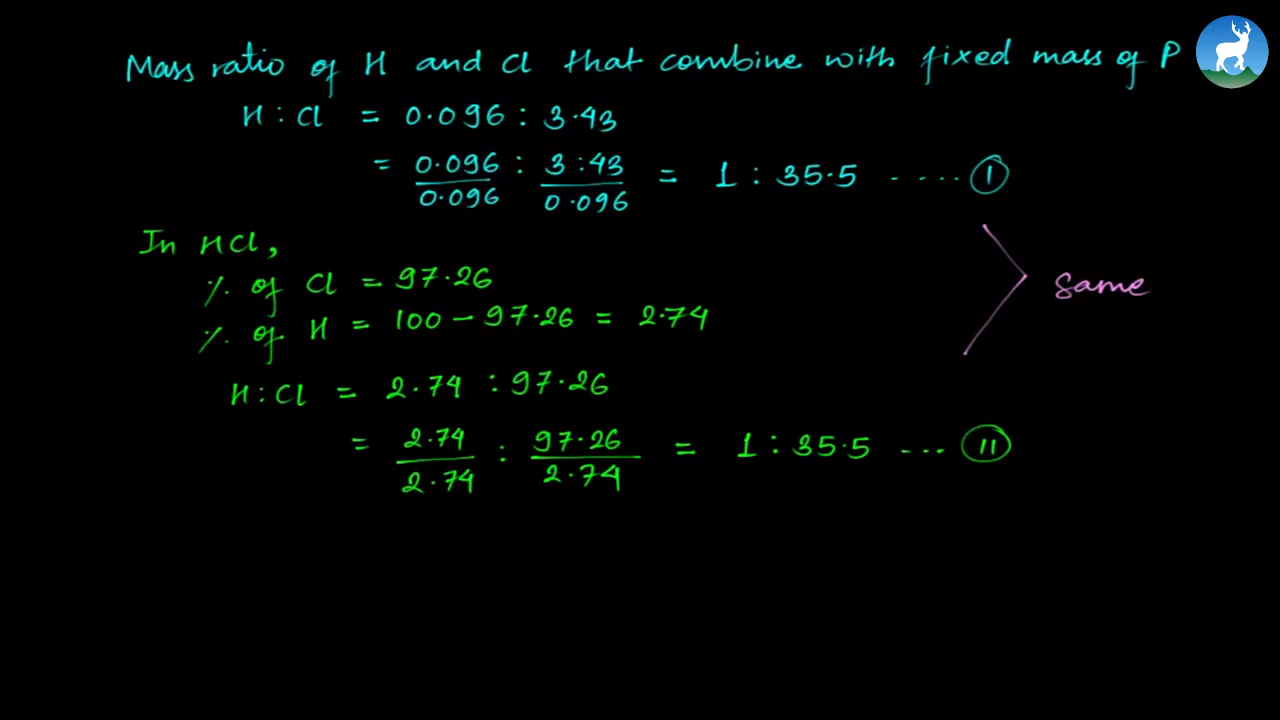 Mass ratio of H and Cl that combine with fixed mass of P
H : Cl = 0.096 : 3.43
= 0.096/0.096 : 3:43/0.096 = 1 : 35.5 ..... I
In HCl,
% of Cl = 97.26
% of H = 100 - 97.26 = 2.74
same
H : Cl = 2.74 : 97.26
= 2.74/2.74 : 97.26/2.74 = 1 : 35.5 .... II